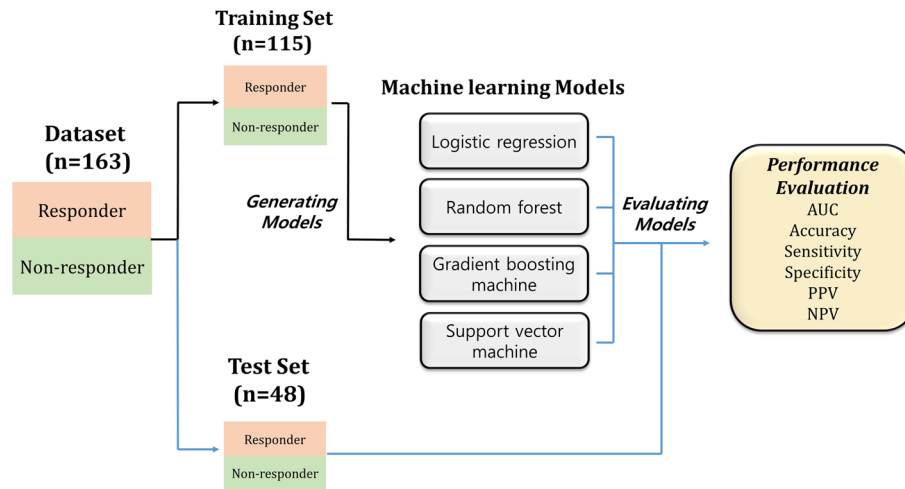 Training Set
(n=115)
Responder
Non-responder
Dataset
(n=163)
Responder
Non-responder
Generating
Models
Machine learning Models
Logistic regression
Random forest
Gradient boosting
machine
Support vector
machine
Evaluating
Models
Performance
Evaluation
AUC
Accuracy
Sensitivity
Specificity
PPV
NPV
Test Set
(n=48)
Responder
Non-responder